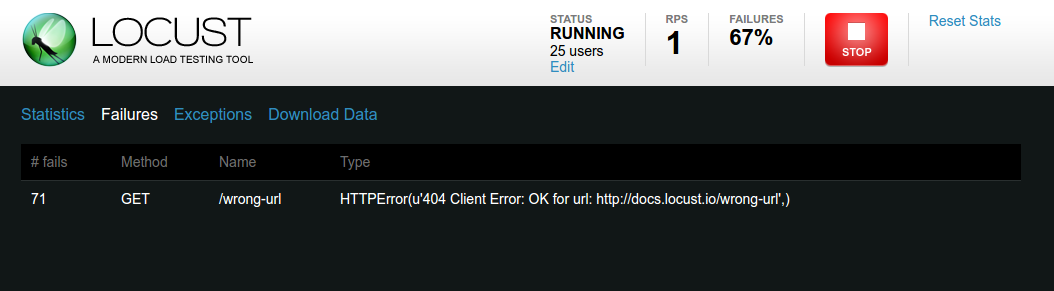 LOCUST
A MODERN LOAD TESTING TOOL
STATUS
RUNNING
25 users
Edit
RPS
1
FAILURES
67%
STOP
Reset Stats
Statistics Failures Exceptions Download Data
# fails Method Name Type
71 GET /wrong-url HTTPError(u'404 Client Error: OK for url: http://docs.locust.io/wrong-url',)